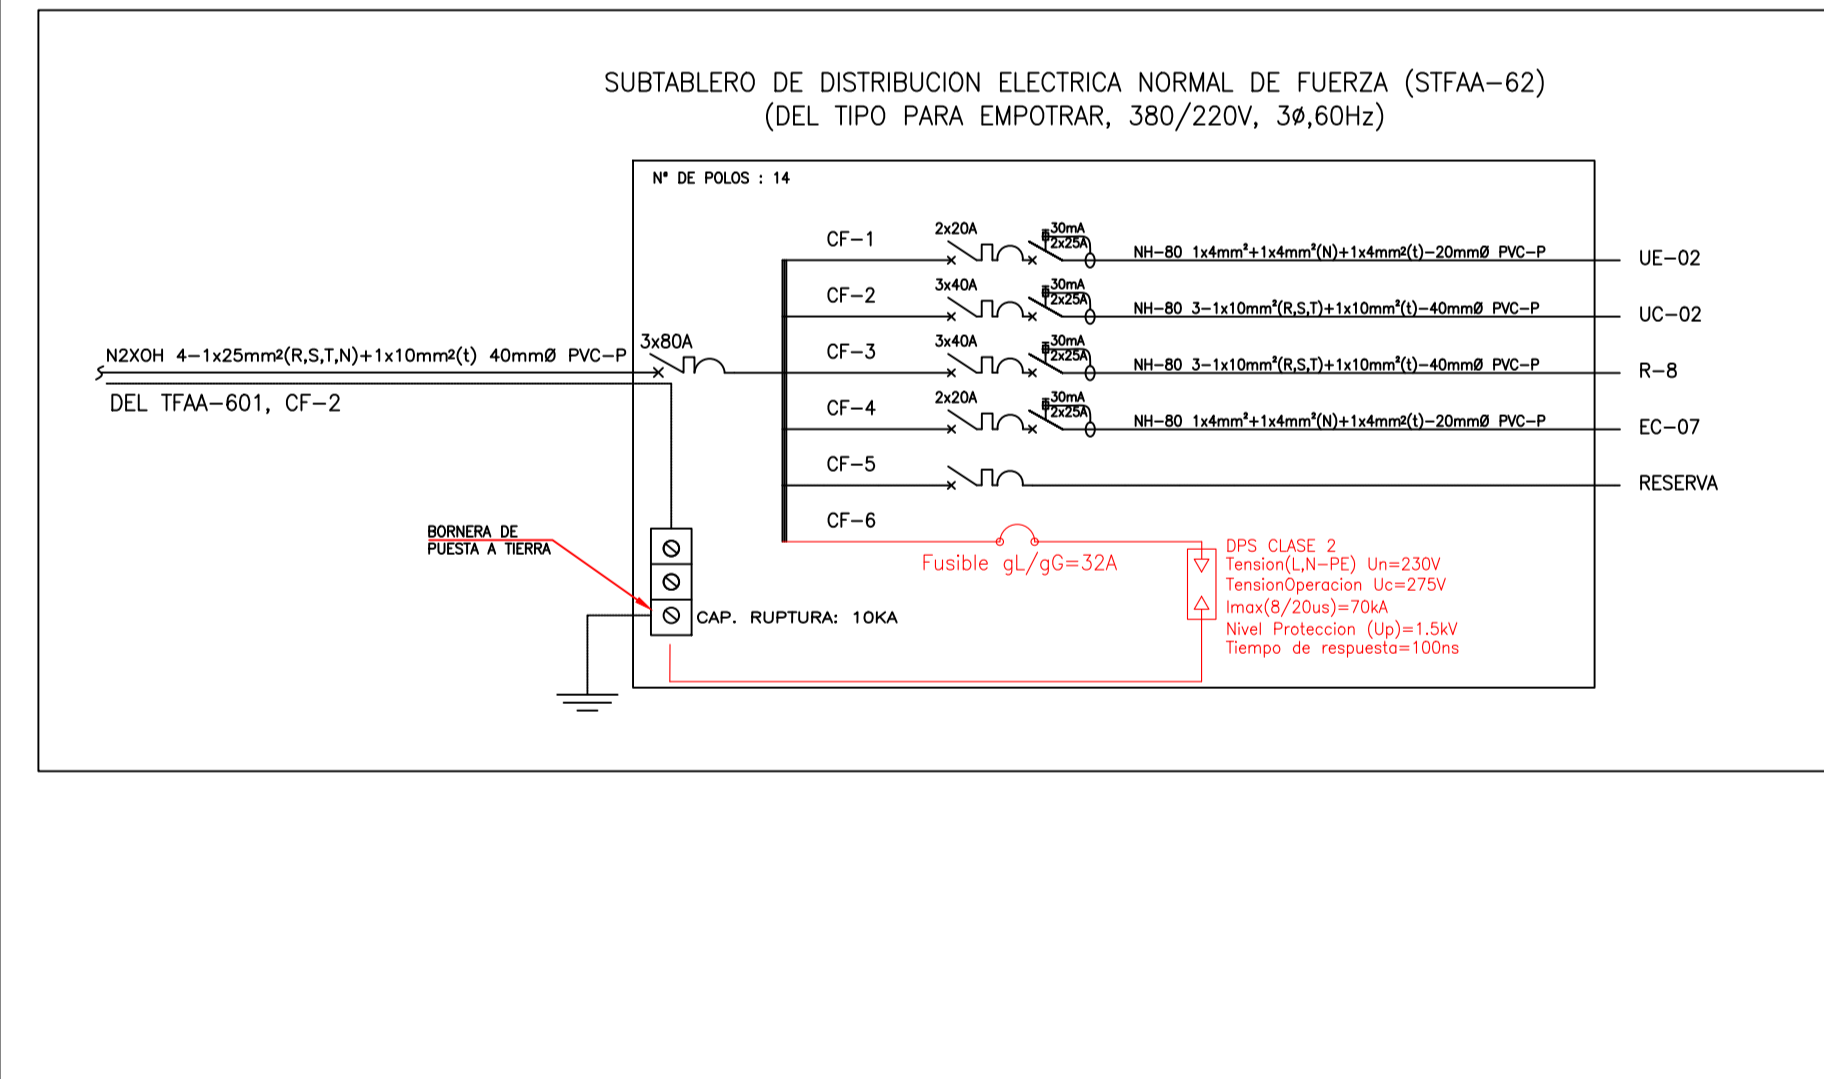 SUBTABLERO DE DISTRIBUCION ELECTRICA NORMAL DE FUERZA (STFAA-62)
(DEL TIPO PARA EMPOTRAR, 380/220V, 3ø,60Hz)
Nº DE POLOS : 14
CF-1
2x20A
30mA
2x25A
NH-80 1x4mm²+1x4mm²(N)+1x4mm2(t)-20mmØ PVC-P
UE-02
CF-2
3x40A
30mA
2x25A
NH-80 3-1x10mm²(R,S,T)+1x10mm²(t)-40mmØ PVC-P
UC-02
N2XOH 4-1x25mm2(R,S,T,N)+1x10mm2(t) 40mmØ PVC-P
3x80A
DEL TFAA-601, CF-2
CF-3
3x40A
30mA
2x25A
NH-80 3-1x10mm²(R,S,T)+1x10mm²(t)-40mmØ PVC-P
R-8
CF-4
2x20A
30mA
2x25A
NH-80 1x4mm²+1x4mm²(N)+1x4mm2(t)-20mmØ PVC-P
EC-07
CF-5
RESERVA
CF-6
Fusible gL/gG=32A
BORNERA DE
PUESTA A TIERRA
CAP. RUPTURA: 10KA
DPS CLASE 2
Tension(L,N-PE) Un=230V
TensionOperacion Uc=275V
Imax(8/20us)=70kA
Nivel Proteccion (Up)=1.5kV
Tiempo de respuesta=100ns